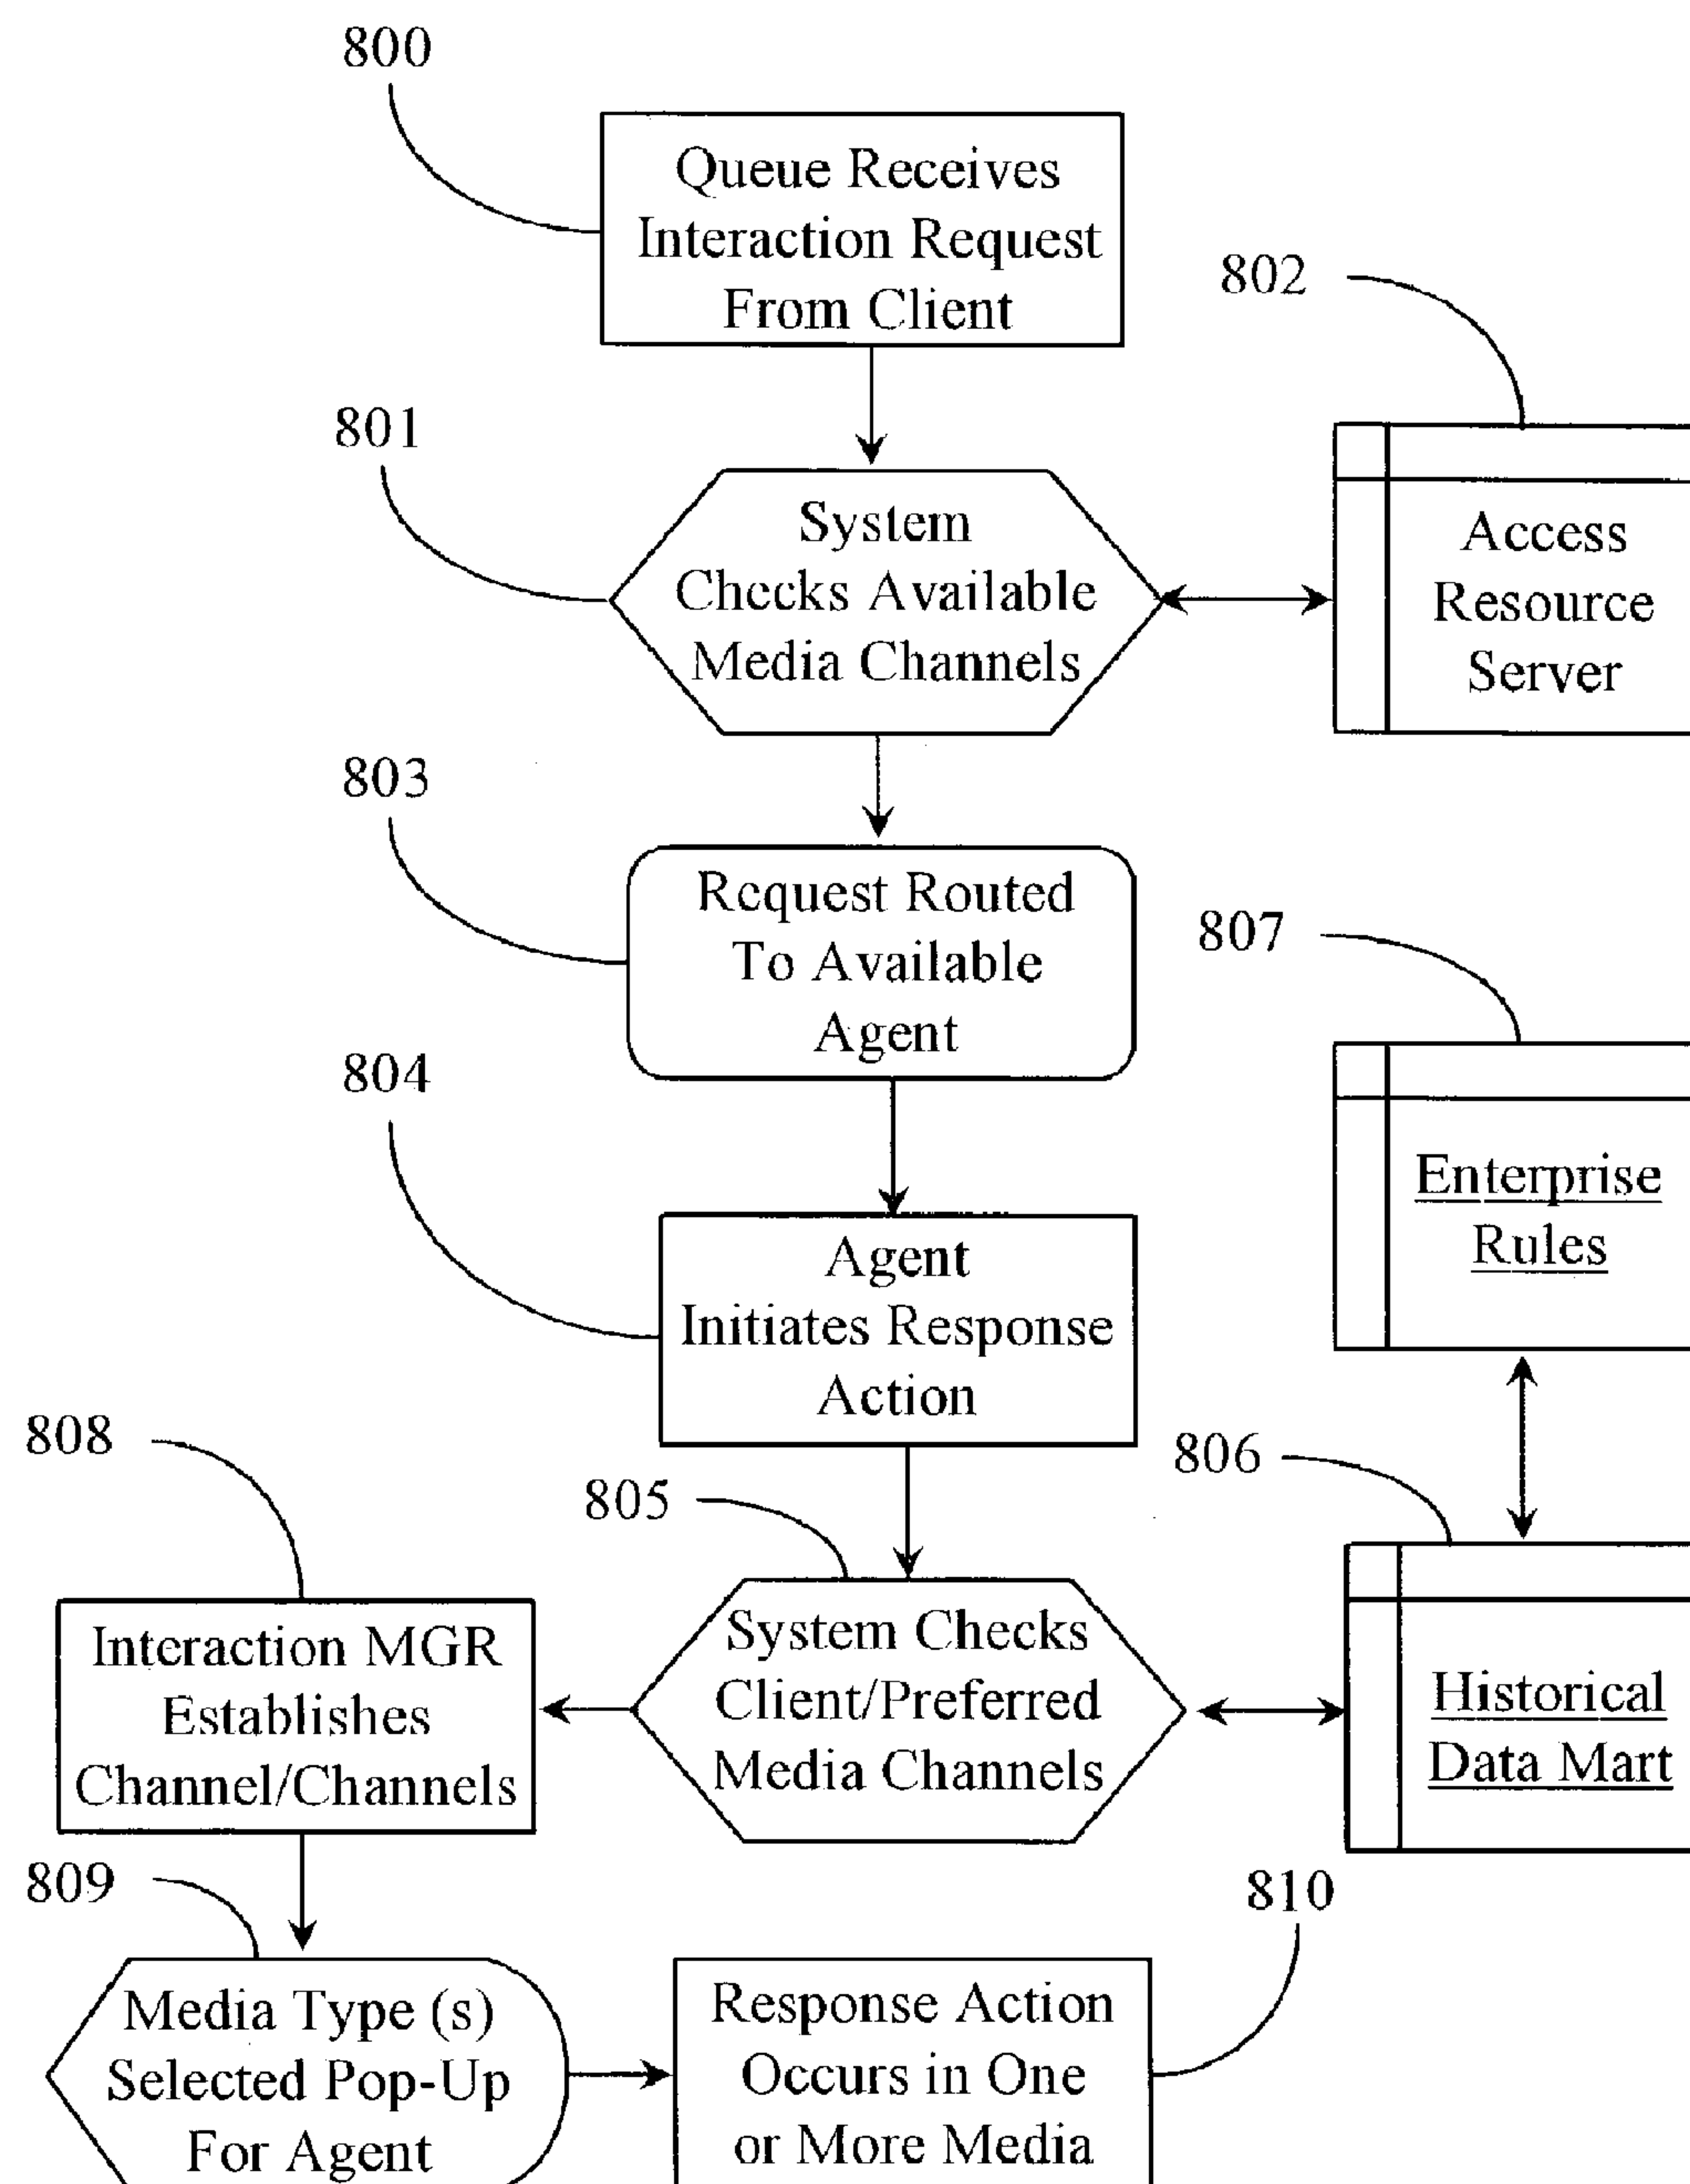 800
Queue Receives
Interaction Request
From Client
802
801
System
Checks Available
Media Channels
Access
Resource
Server
803
Request Routed
To Available
Agent
807
804
Enterprise
Rules
Agent
Initiates Response
Action
808
806
805
Interaction MGR
Establishes
Channel/Channels
System Checks
Client/Preferred
Media Channels
Historical
Data Mart
809
810
Media Type (s)
Selected Pop-Up
For Agent
Response Action
Occurs in One
or More Media